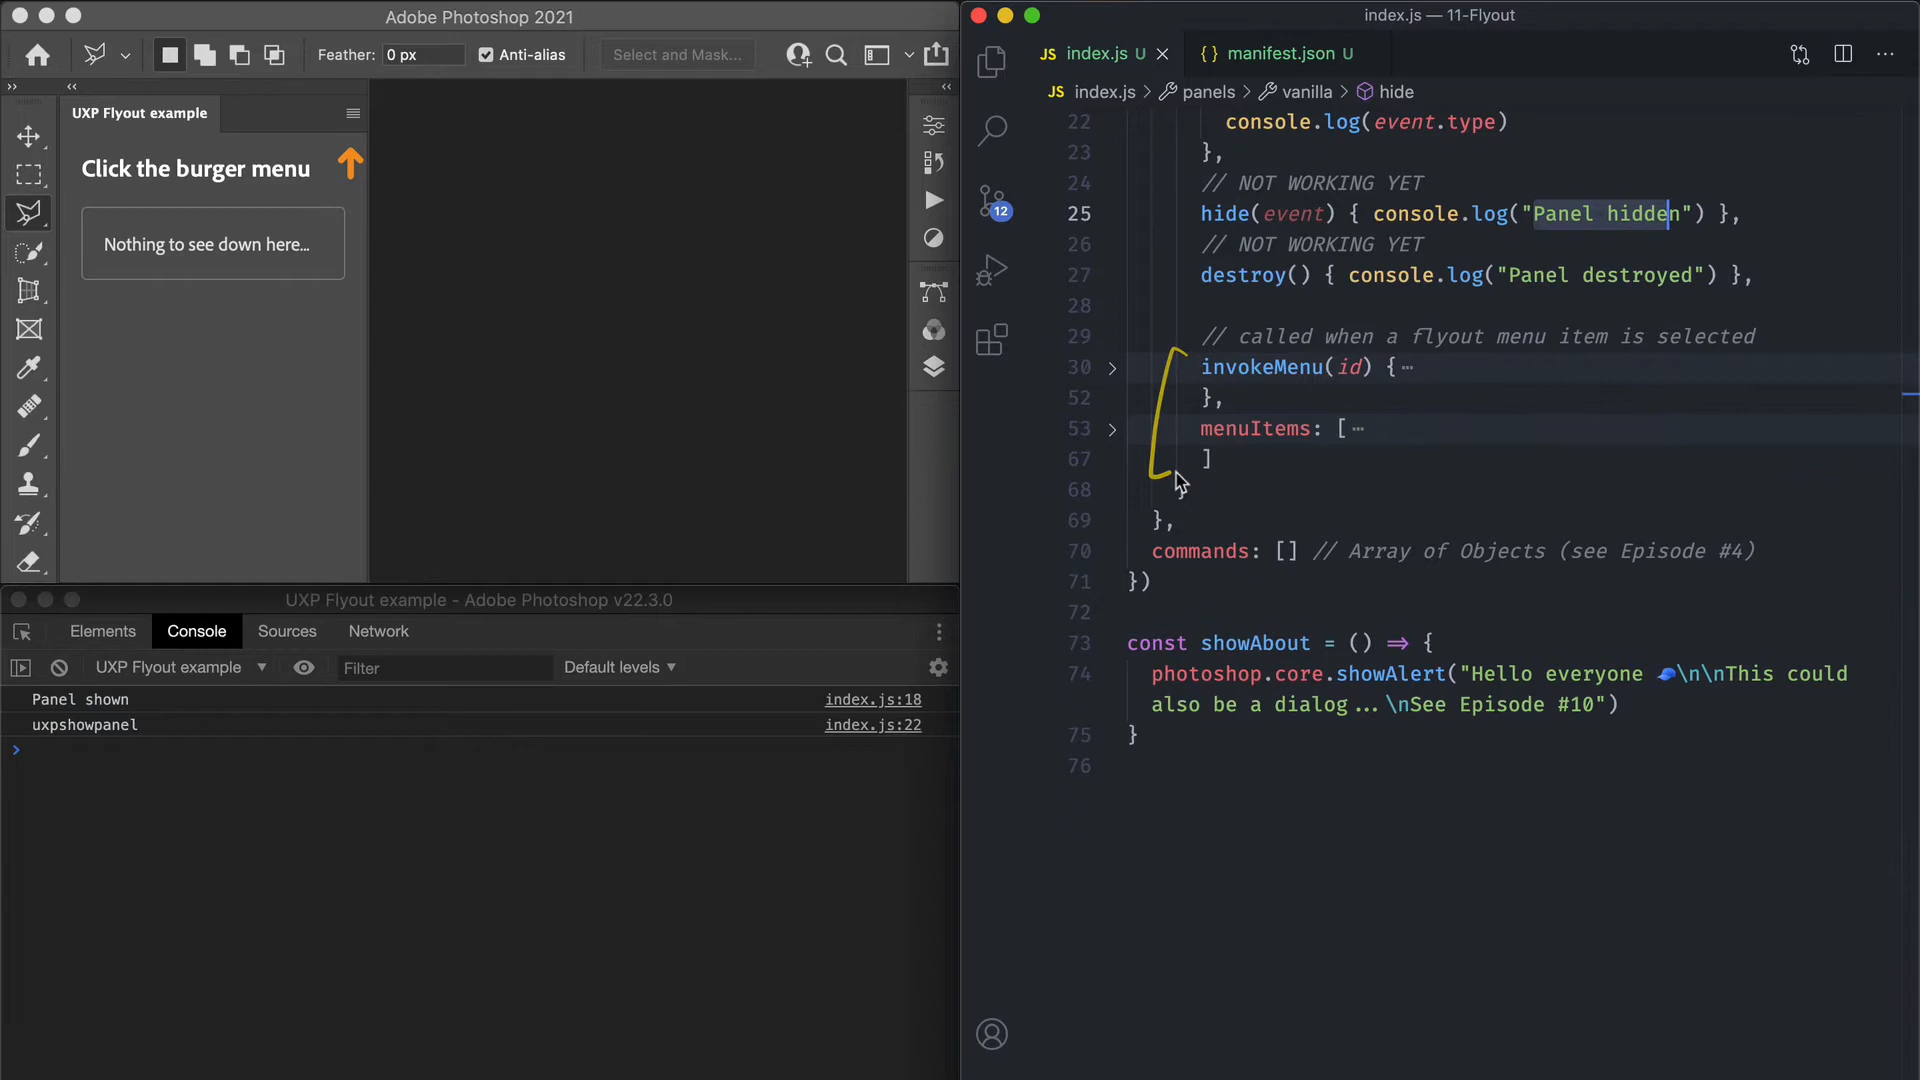 Adobe Photoshop 2021
Feather: 0 px
Anti-alias
Select and Mask...
UXP Flyout example
Click the burger menu
Nothing to see down here...
UXP Flyout example - Adobe Photoshop v22.3.0
Elements Console Sources Network
UXP Flyout example ▼ Filter Default levels ▼
Panel shown index.js:18
uxpshowpanel index.js:22
index.js — 11-Flyout
JS index.js U {} manifest.json U
JS index.js > panels > vanilla > hide
12
22 console.log(event.type)
23 },
24 // NOT WORKING YET
25 hide(event) { console.log("Panel hidden") },
26 // NOT WORKING YET
27 destroy() { console.log("Panel destroyed") },
28
29 // called when a flyout menu item is selected
30 invokeMenu(id) {⋯
52 },
53 menuItems: [⋯
67 ]
68 }
69 },
70 commands: [] // Array of Objects (see Episode #4)
71 })
72
73 const showAbout = () => {
74 photoshop.core.showAlert("Hello everyone 🧢\n\nThis could
also be a dialog...\nSee Episode #10")
75 }
76